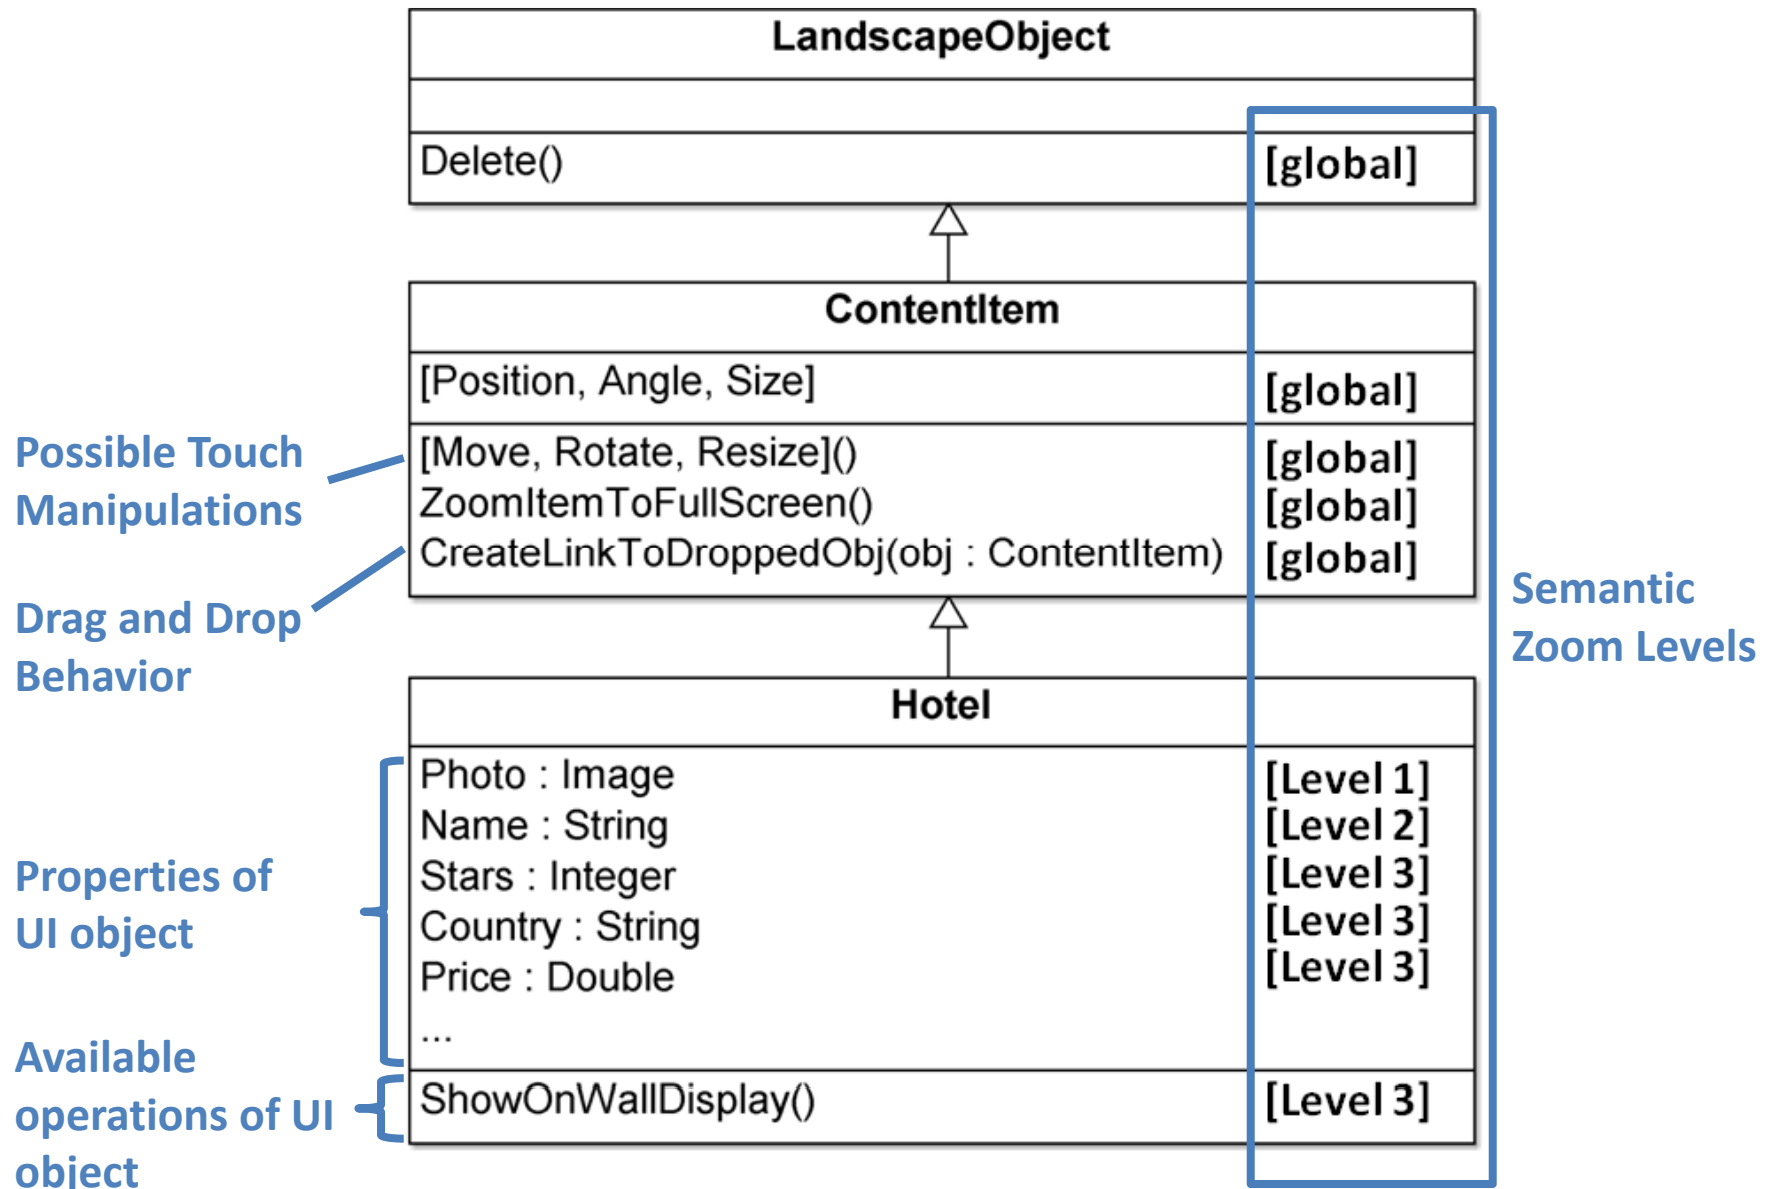 LandscapeObject
Delete() [global]
ContentItem
[Position, Angle, Size] [global]
[Move, Rotate, Resize]() [global]
ZoomItemToFullScreen() [global]
CreateLinkToDroppedObj(obj : ContentItem) [global]
Hotel
Photo : Image [Level 1]
Name : String [Level 2]
Stars : Integer [Level 3]
Country : String [Level 3]
Price : Double [Level 3]
...
ShowOnWallDisplay() [Level 3]
Possible Touch
Manipulations
Drag and Drop
Behavior
Properties of
UI object
Available
operations of UI
object
Semantic
Zoom Levels